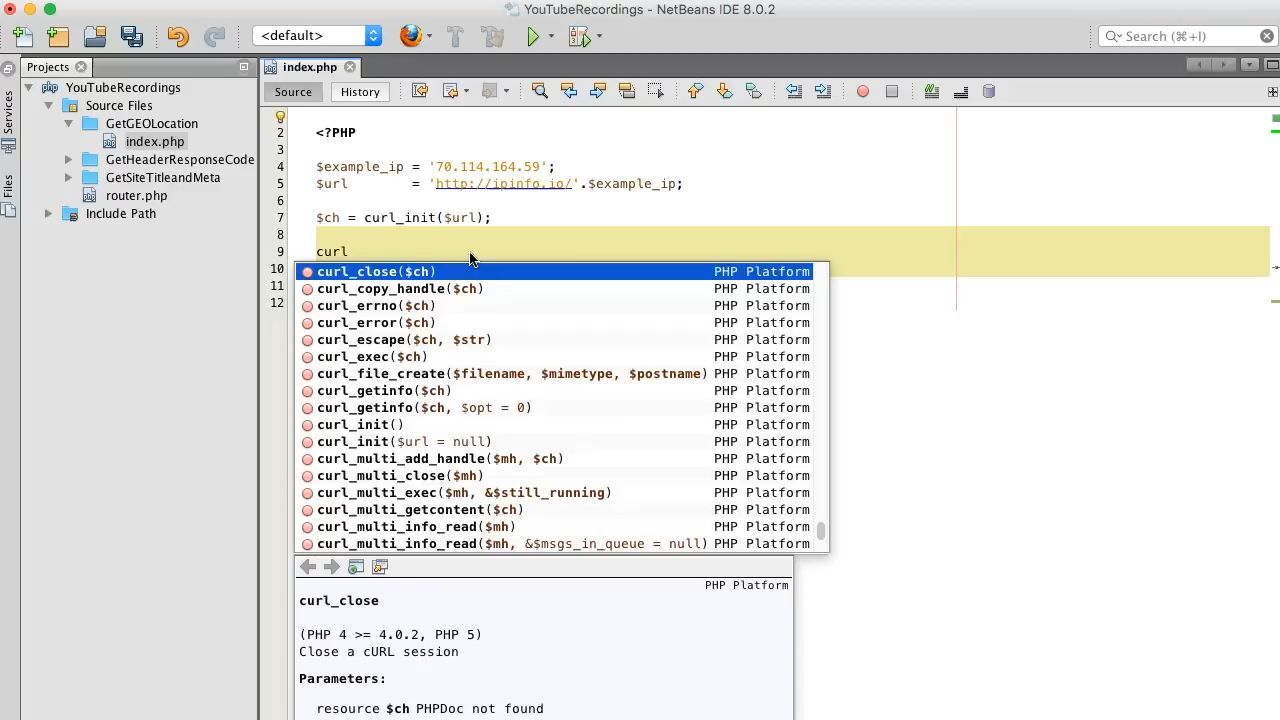 YouTubeRecordings - NetBeans IDE 8.0.2
<default>
Search (⌘+I)
Projects
index.php
Services
Files
YouTubeRecordings
Source Files
GetGEOLocation
index.php
GetHeaderResponseCode
GetSiteTitleandMeta
router.php
Include Path
Source
History
2 <?PHP
3
4 $example_ip = '70.114.164.59';
5 $url = 'http://ipinfo.io/'.$example_ip;
6
7 $ch = curl_init($url);
8
9 curl
10
11
12
curl_close($ch) PHP Platform
curl_copy_handle($ch) PHP Platform
curl_errno($ch) PHP Platform
curl_error($ch) PHP Platform
curl_escape($ch, $str) PHP Platform
curl_exec($ch) PHP Platform
curl_file_create($filename, $mimetype, $postname) PHP Platform
curl_getinfo($ch) PHP Platform
curl_getinfo($ch, $opt = 0) PHP Platform
curl_init() PHP Platform
curl_init($url = null) PHP Platform
curl_multi_add_handle($mh, $ch) PHP Platform
curl_multi_close($mh) PHP Platform
curl_multi_exec($mh, &$still_running) PHP Platform
curl_multi_getcontent($ch) PHP Platform
curl_multi_info_read($mh) PHP Platform
curl_multi_info_read($mh, &$msgs_in_queue = null) PHP Platform
PHP Platform
curl_close
(PHP 4 >= 4.0.2, PHP 5)
Close a cURL session
Parameters:
resource $ch PHPDoc not found